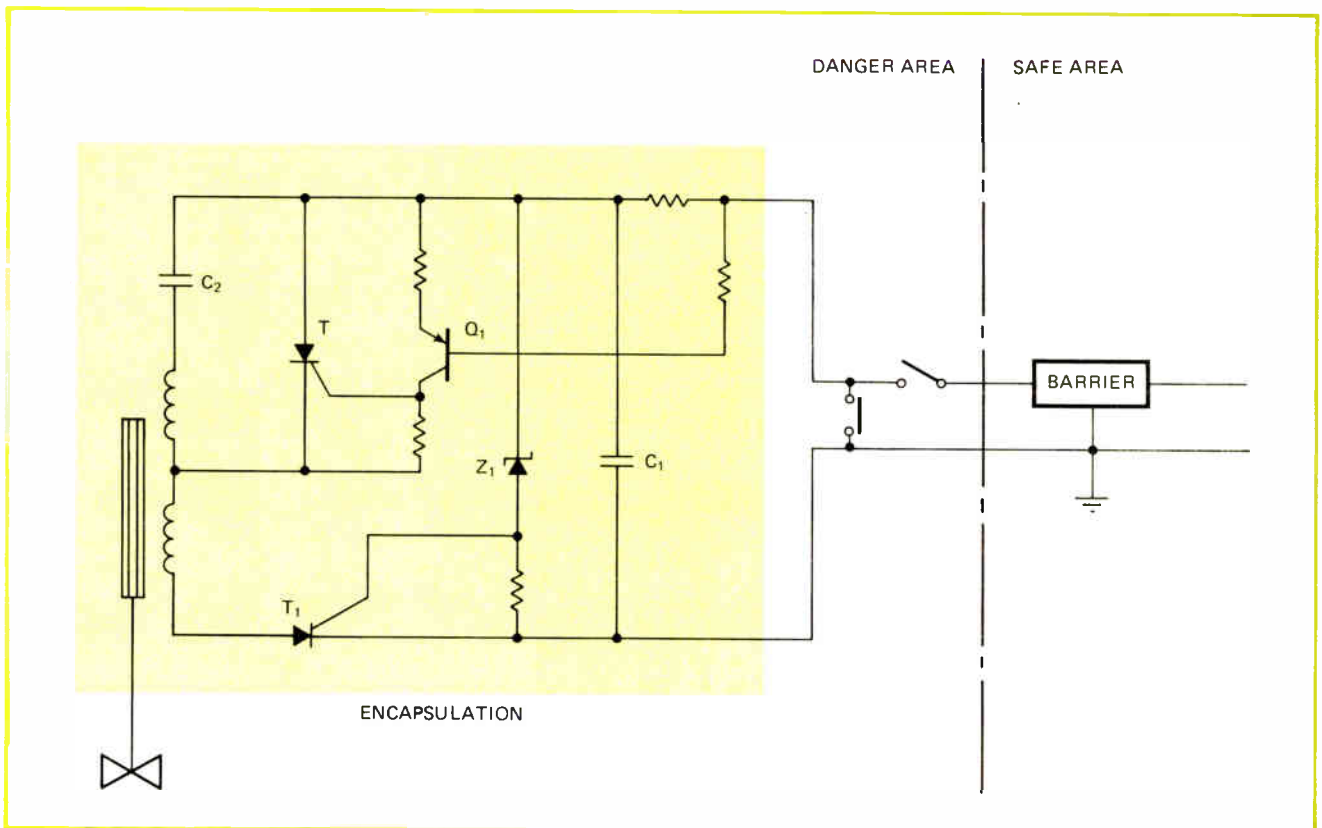 DANGER AREA
SAFE AREA
C2
T
Q1
BARRIER
Z1
C1
T1
ENCAPSULATION